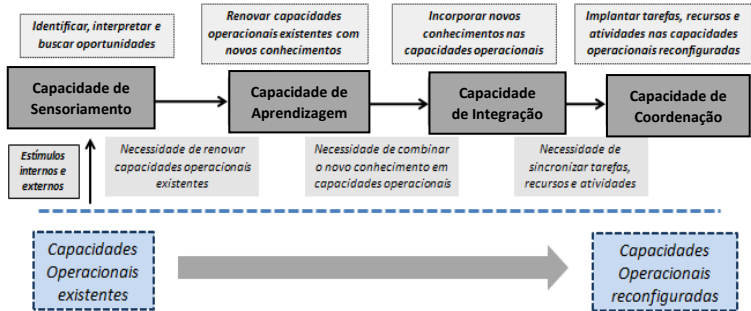 Identificar, interpretar e
buscar oportunidades
Renovar capacidades
operacionais existentes com
novos conhecimentos
Incorporar novos
conhecimentos nas
capacidades operacionais
Implantar tarefas, recursos e
atividades nas capacidades
operacionais reconfiguradas
Capacidade de
Sensoriamento
Capacidade de
Aprendizagem
Capacidade
de Integração
Capacidade de
Coordenação
Estímulos
internos e
externos
Necessidade de renovar
capacidades operacionais
existentes
Necessidade de combinar
o novo conhecimento em
capacidades operacionais
Necessidade de
sincronizar tarefas,
recursos e atividades
Capacidades
Operacionais
existentes
Capacidades
Operacionais
reconfiguradas